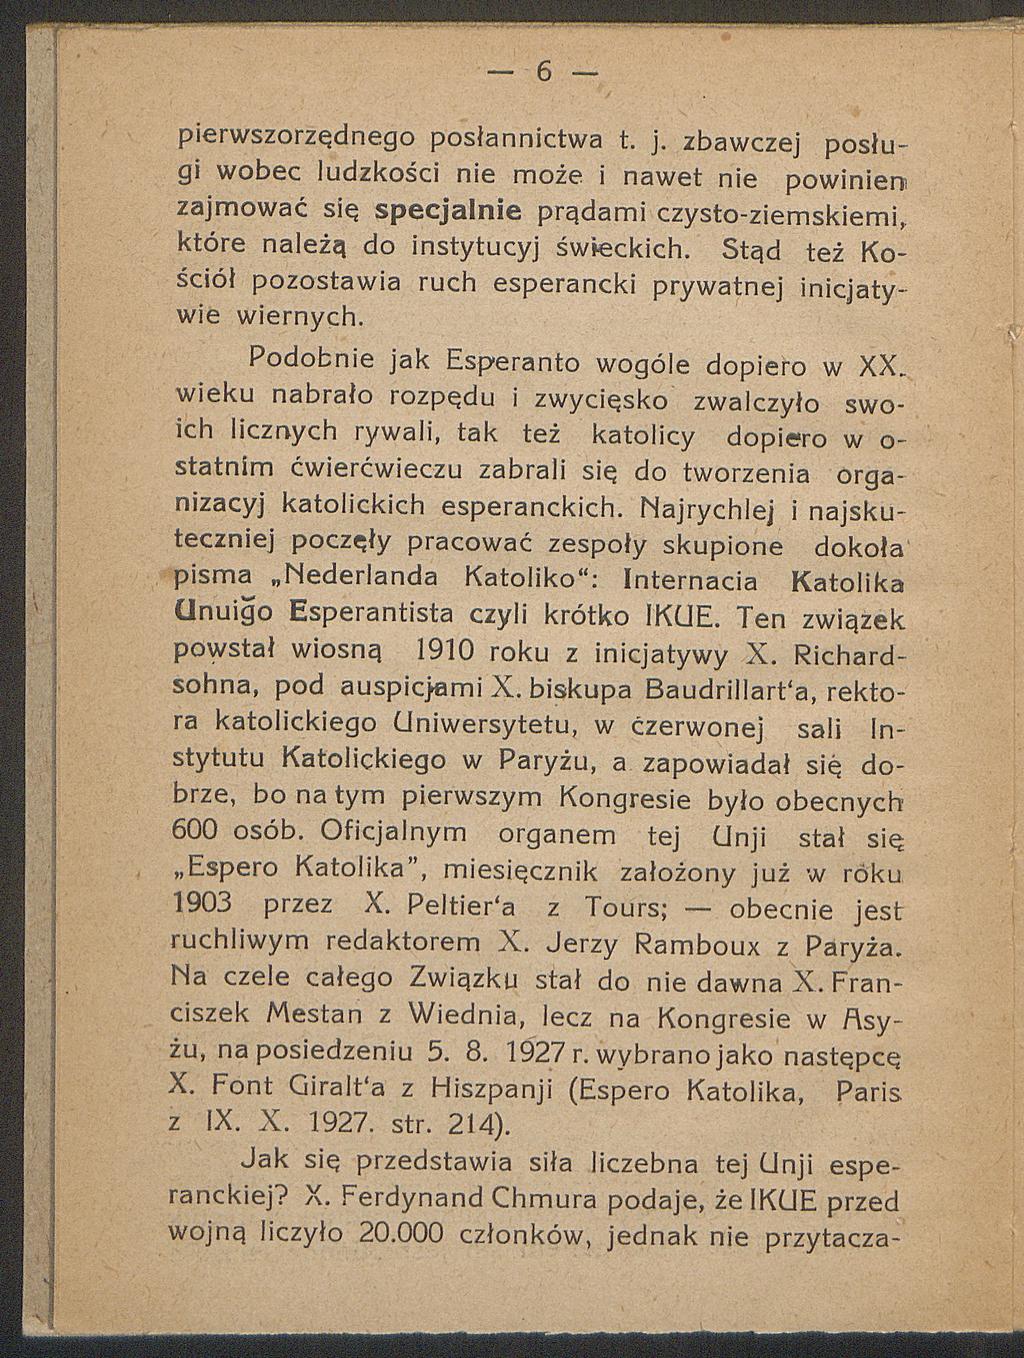 — 6 —
pierwszorzędnego posłannictwa t. j. zbawczej posłu-
gi wobec ludzkości nie może i nawet nie powinien
zajmować się specjalnie prądami czysto-ziemskiemi,
które należą do instytucyj świeckich. Stąd też Ko-
ściół pozostawia ruch esperancki prywatnej inicjaty-
wie wiernych.
Podobnie jak Esperanto wogóle dopiero w XX.
wieku nabrało rozpędu i zwycięsko zwalczyło swo-
ich licznych rywali, tak też katolicy dopiero w o-
statnim ćwierćwieczu zabrali się do tworzenia orga-
nizacyj katolickich esperanckich. Najrychlej i najsku-
teczniej poczęły pracować zespoły skupione dokoła
pisma „Nederlanda Katoliko“: Internacia Katolika
Unuiĝo Esperantista czyli krótko IKUE. Ten związek
powstał wiosną 1910 roku z inicjatywy X. Richard-
sohna, pod auspicjami X. biskupa Baudrillart‘a, rekto-
ra katolickiego Uniwersytetu, w czerwonej sali In-
stytutu Katolickiego w Paryżu, a zapowiadał się do-
brze, bo na tym pierwszym Kongresie było obecnych
600 osób. Oficjalnym organem tej Unji stał się
„Espero Katolika”, miesięcznik założony już w roku
1903 przez X. Peltier‘a z Tours; — obecnie jest
ruchliwym redaktorem X. Jerzy Ramboux z Paryża.
Na czele całego Związku stał do nie dawna X. Fran-
ciszek Mestan z Wiednia, lecz na Kongresie w Asy-
żu, na posiedzeniu 5. 8. 1927 r. wybrano jako następcę
X. Font Giralt‘a z Hiszpanji (Espero Katolika, Paris
z IX. X. 1927. str. 214).
Jak się przedstawia siła liczebna tej Unji espe-
ranckiej? X. Ferdynand Chmura podaje, że IKUE przed
wojną liczyło 20.000 członków, jednak nie przytacza-